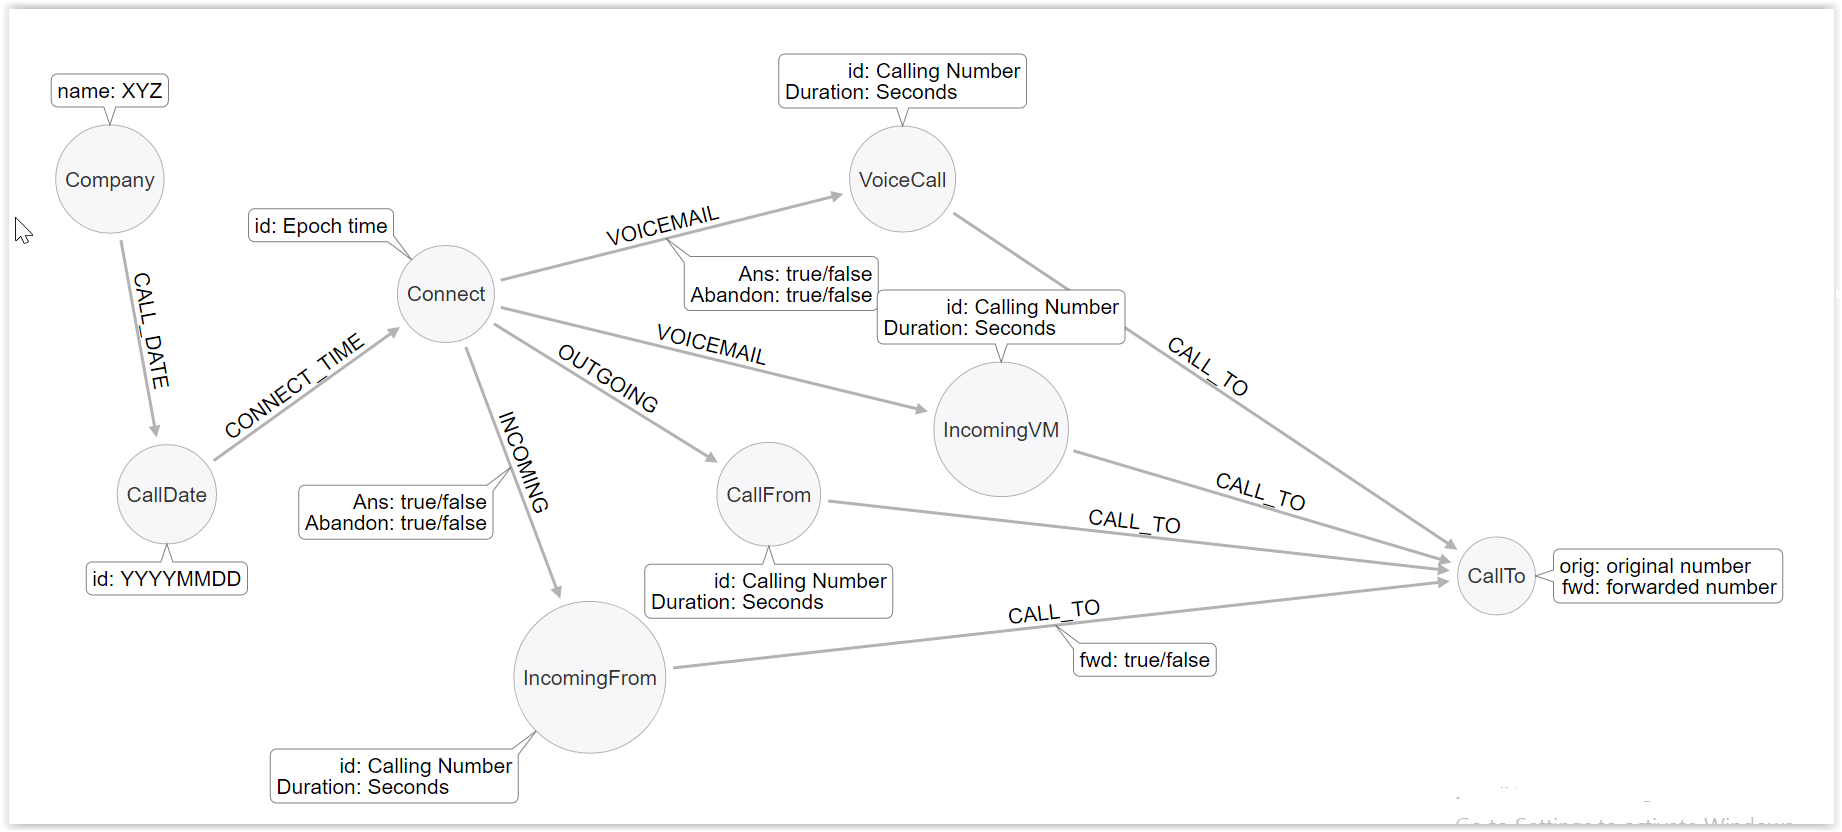 name: XYZ
Company
CALL_DATE
CallDate
id: YYYYMMDD
CONNECT_TIME
id: Epoch time
Connect
VOICEMAIL
Ans: true/false
Abandon: true/false
id: Calling Number
Duration: Seconds
VoiceCall
CALL_TO
VOICEMAIL
id: Calling Number
Duration: Seconds
IncomingVM
CALL_TO
OUTGOING
CallFrom
id: Calling Number
Duration: Seconds
CALL_TO
INCOMING
Ans: true/false
Abandon: true/false
IncomingFrom
id: Calling Number
Duration: Seconds
CALL_TO
fwd: true/false
CallTo
orig: original number
fwd: forwarded number
Go to Settings to activate Windows